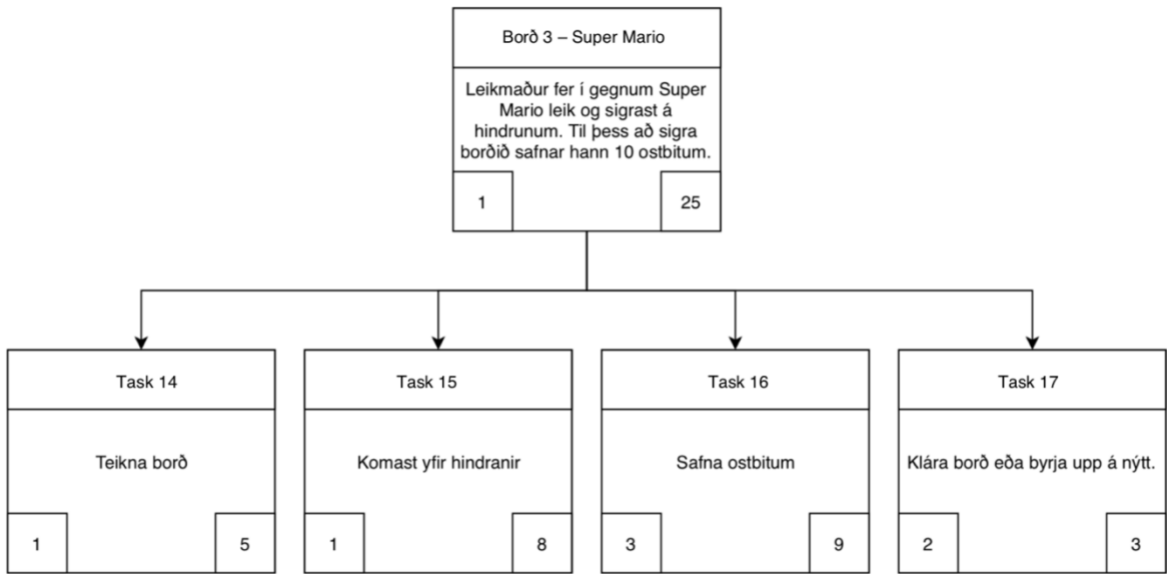 Borð 3 – Super Mario
Leikmaður fer í gegnum Super
Mario leik og sigrast á
hindrunum. Til þess að sigra
borðið safnar hann 10 ostbitum.
1
25
Task 14
Teikna borð
1
5
Task 15
Komast yfir hindranir
1
8
Task 16
Safna ostbitum
3
9
Task 17
Klára borð eða byrja upp á nýtt.
2
3